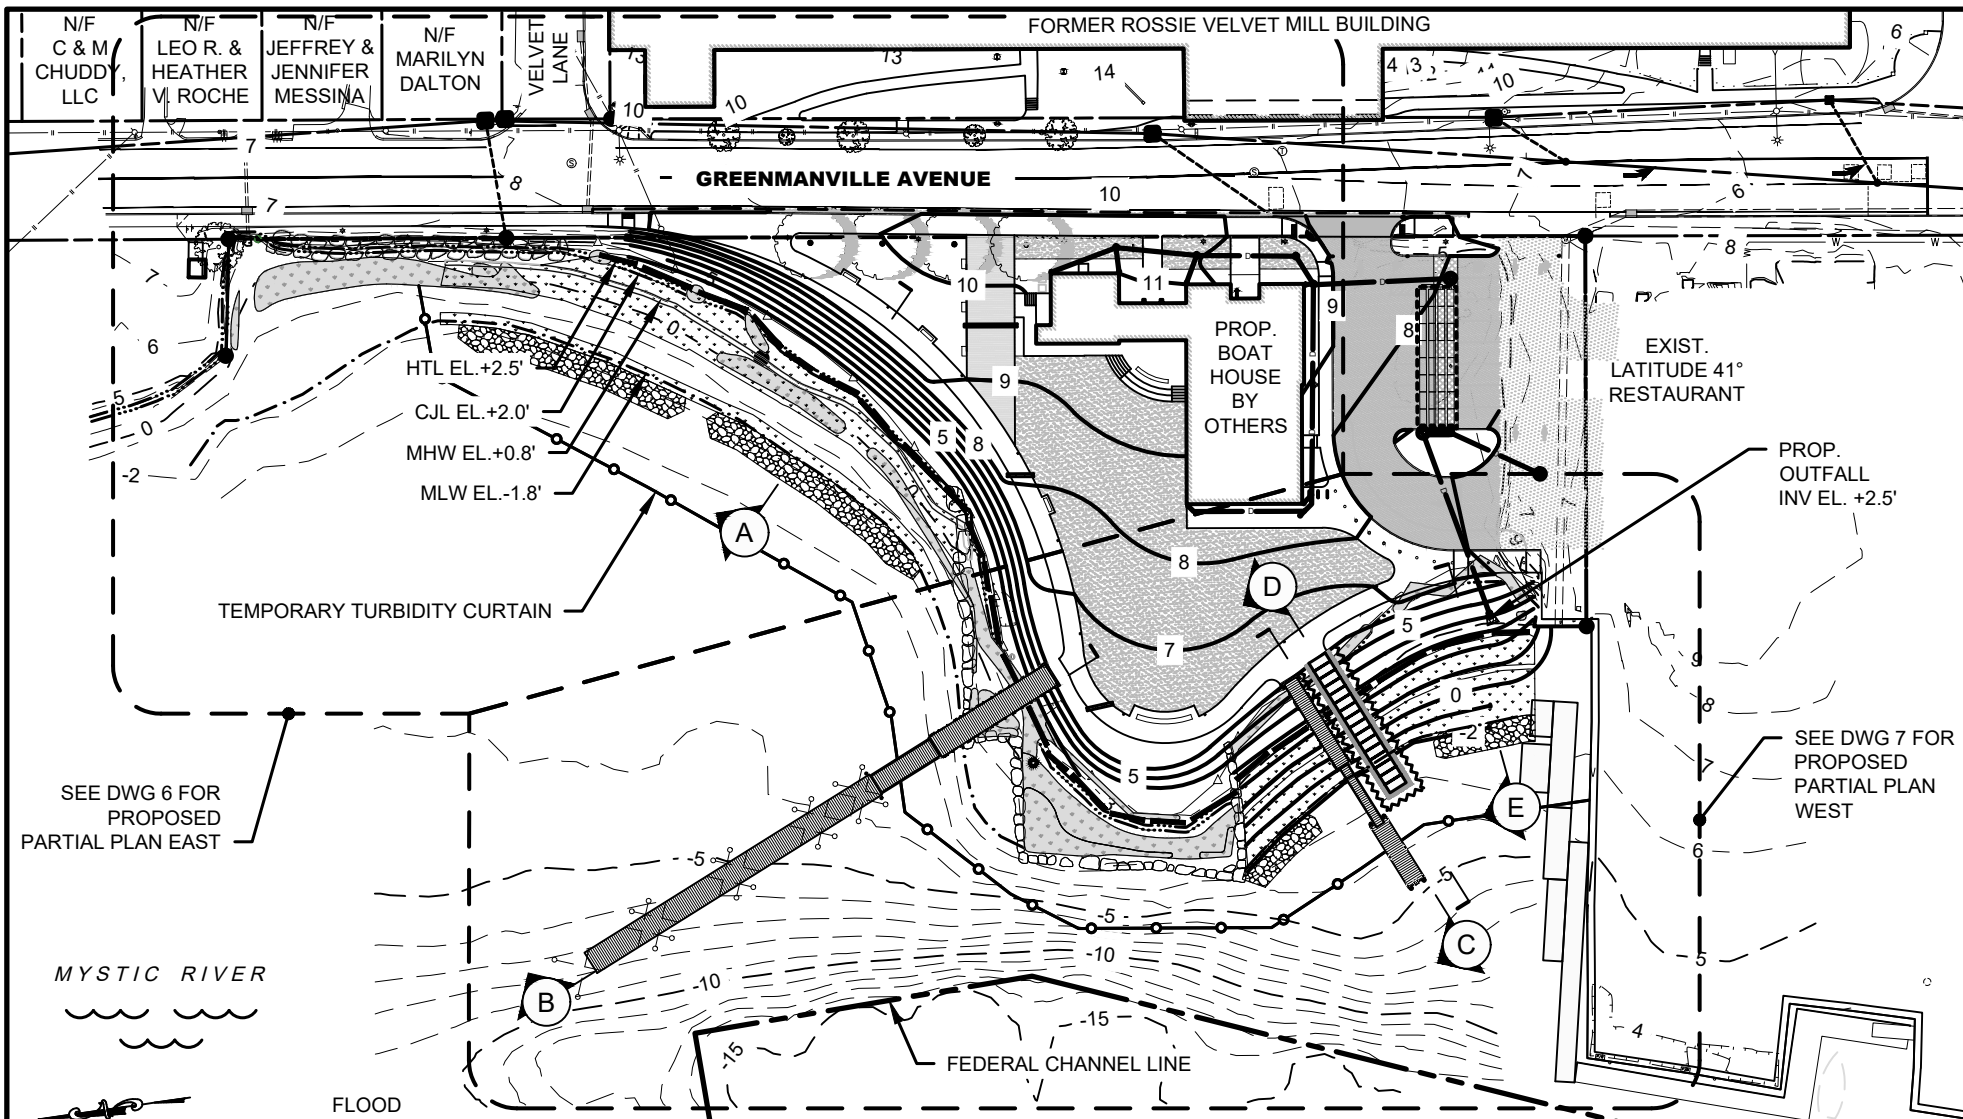 N/F
C & M
CHUDDY,
LLC
N/F
LEO R. &
HEATHER
V. ROCHE
N/F
JEFFREY &
JENNIFER
MESSINA
N/F
MARILYN
DALTON
VELVET
LANE
FORMER ROSSIE VELVET MILL BUILDING
13
13
14
4
3
6
10
10
10
7
7
8
7
GREENMANVILLE AVENUE
10
7
6
8
7
6
5
0
-2
HTL EL.+2.5'
CJL EL.+2.0'
MHW EL.+0.8'
MLW EL.-1.8'
0
5
8
10
11
9
9
8
5
PROP.
BOAT
HOUSE
BY
OTHERS
EXIST.
LATITUDE 41°
RESTAURANT
PROP.
OUTFALL
INV EL. +2.5'
A
TEMPORARY TURBIDITY CURTAIN
8
D
7
5
0
-2
5
9
8
7
6
5
4
SEE DWG 6 FOR
PROPOSED
PARTIAL PLAN EAST
SEE DWG 7 FOR
PROPOSED
PARTIAL PLAN
WEST
E
C
B
-5
-5
-5
-10
-10
-15
-15
MYSTIC RIVER
FEDERAL CHANNEL LINE
FLOOD